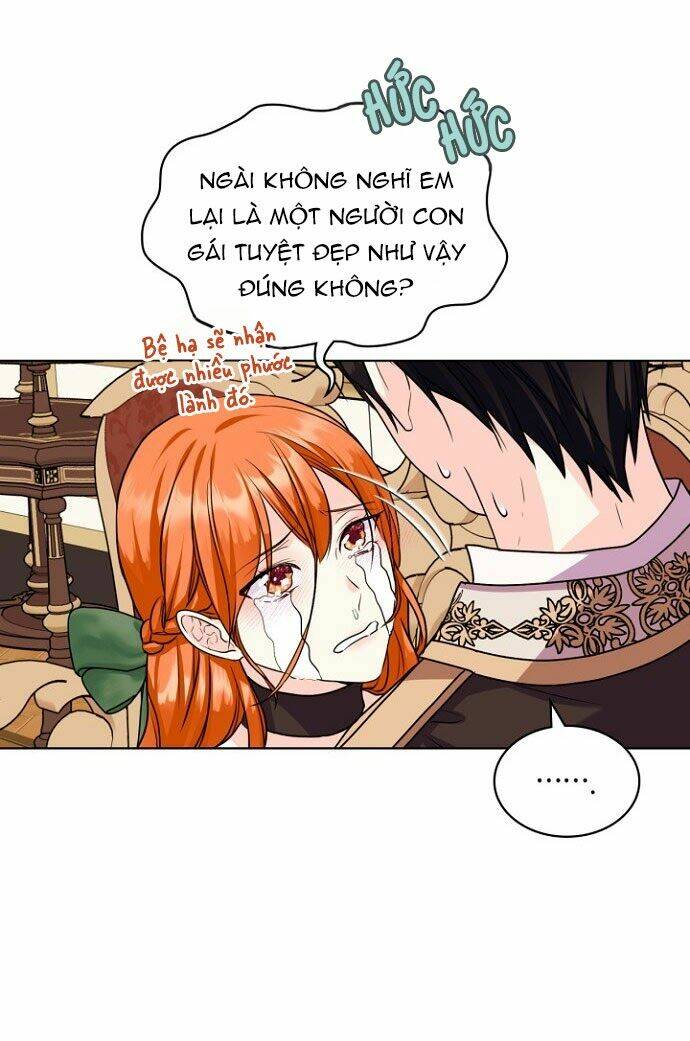 HỨC
HỨC
NGÀI KHÔNG NGHĨ EM
LẠI LÀ MỘT NGƯỜI CON
GÁI TUYỆT ĐẸP NHƯ VẬY
ĐÚNG KHÔNG?
Bệ hạ sẽ nhận
được nhiều phước
lành đó.
.......